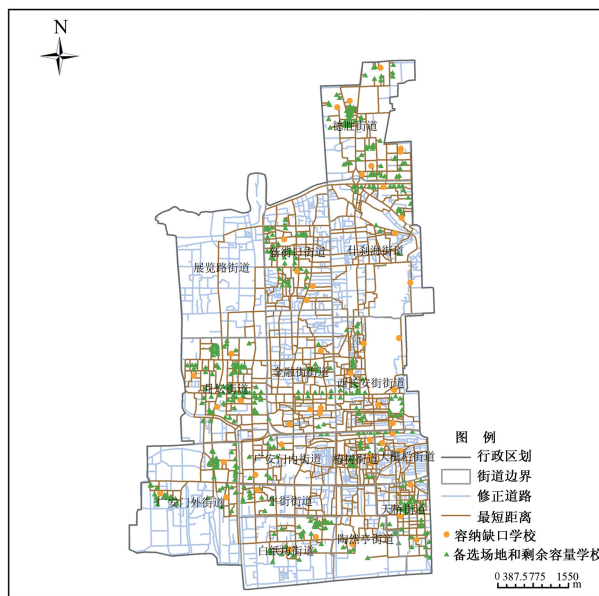 N
德胜街道
新街口街道
什刹海街道
展览路街道
金融街街道
西长安街街道
月坛街道
广安门内街道
椿树街道
大栅栏街道
牛街街道
广安门外街道
天桥街道
陶然亭街道
白纸坊街道
图 例
行政区划
街道边界
修正道路
最短距离
容纳缺口学校
备选场地和剩余容量学校
0 387.5 775 1550
m